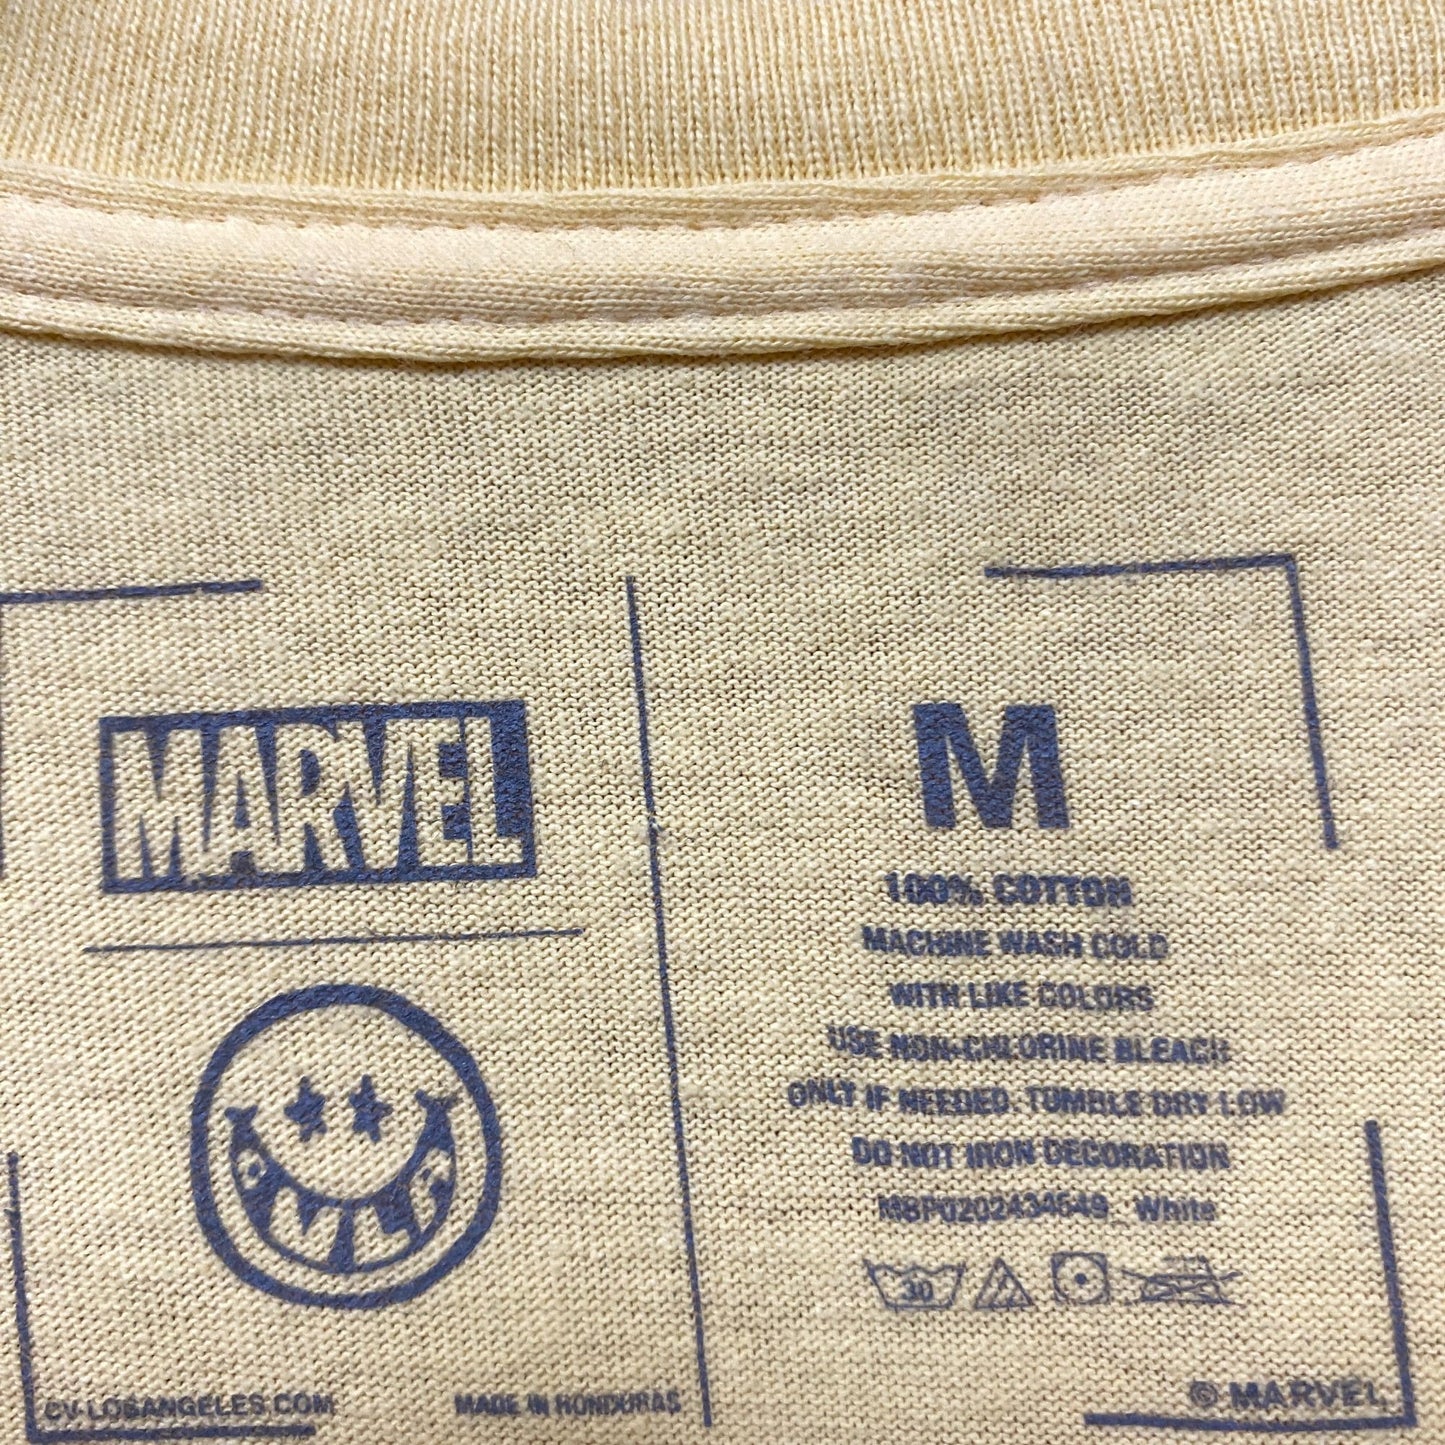 MARVEL
CV-LOSANGELES.COM
MADE IN HONDURAS
M
100% COTTON
MACHINE WASH COLD
WITH LIKE COLORS
USE NON-CHLORINE BLEACH
ONLY IF NEEDED. TUMBLE DRY LOW
DO NOT IRON DECORATION
MBP0202434549_White
30
© MARVEL